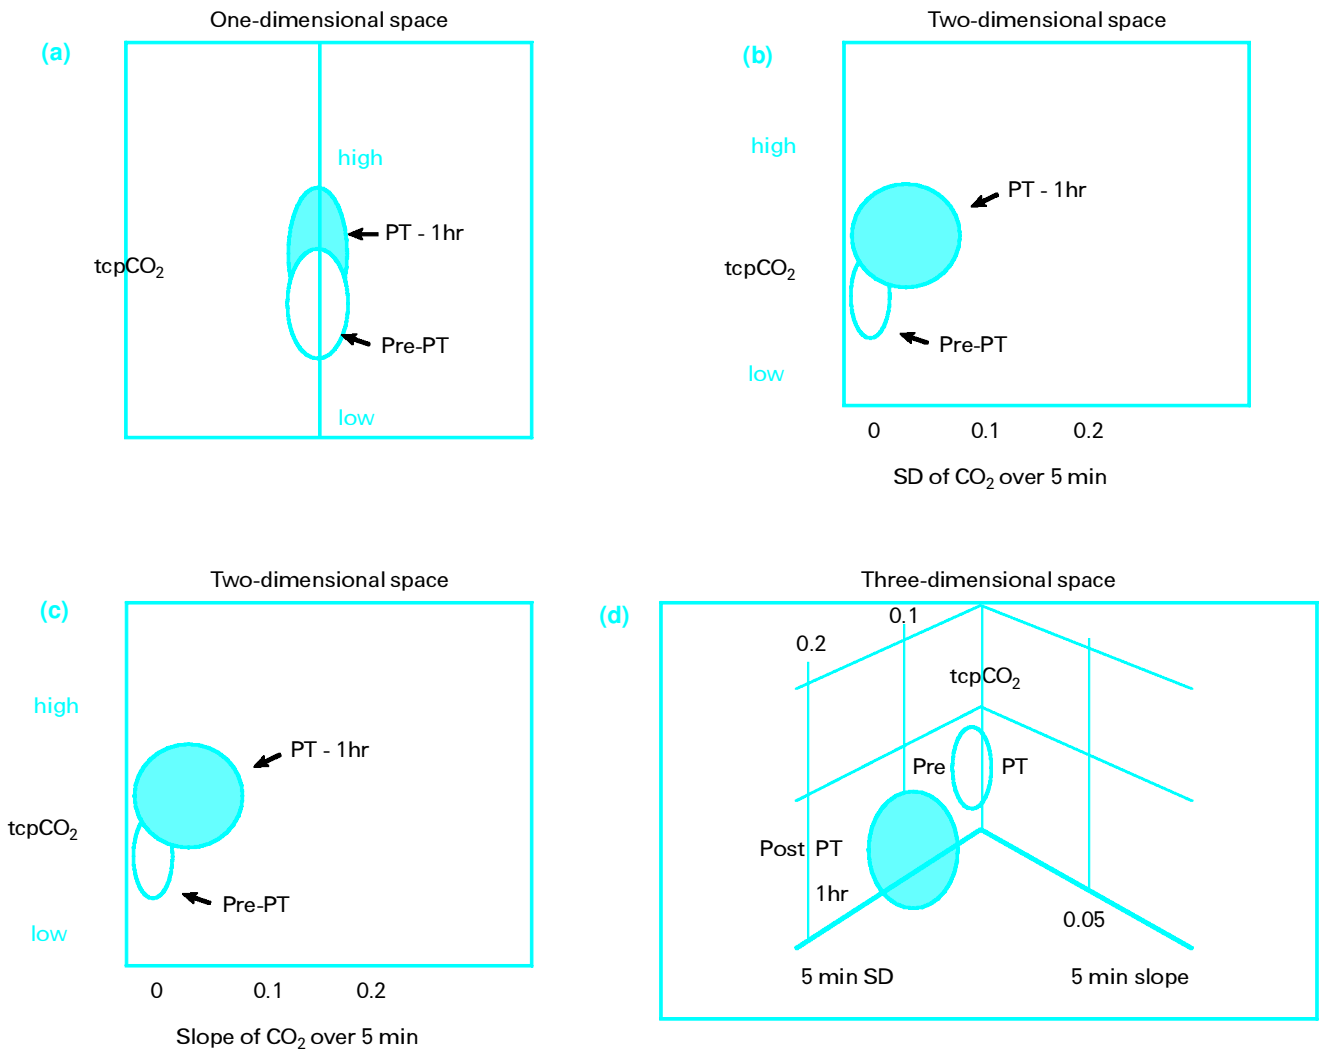 One-dimensional space
(a)
high
PT - 1hr
tcpCO₂
Pre-PT
low
Two-dimensional space
(b)
high
PT - 1hr
tcpCO₂
Pre-PT
low
0 0.1 0.2
SD of CO₂ over 5 min
Two-dimensional space
(c)
high
PT - 1hr
tcpCO₂
Pre-PT
low
0 0.1 0.2
Slope of CO₂ over 5 min
Three-dimensional space
(d)
0.1
0.2
tcpCO₂
Pre PT
Post PT
1hr
0.05
5 min SD 5 min slope